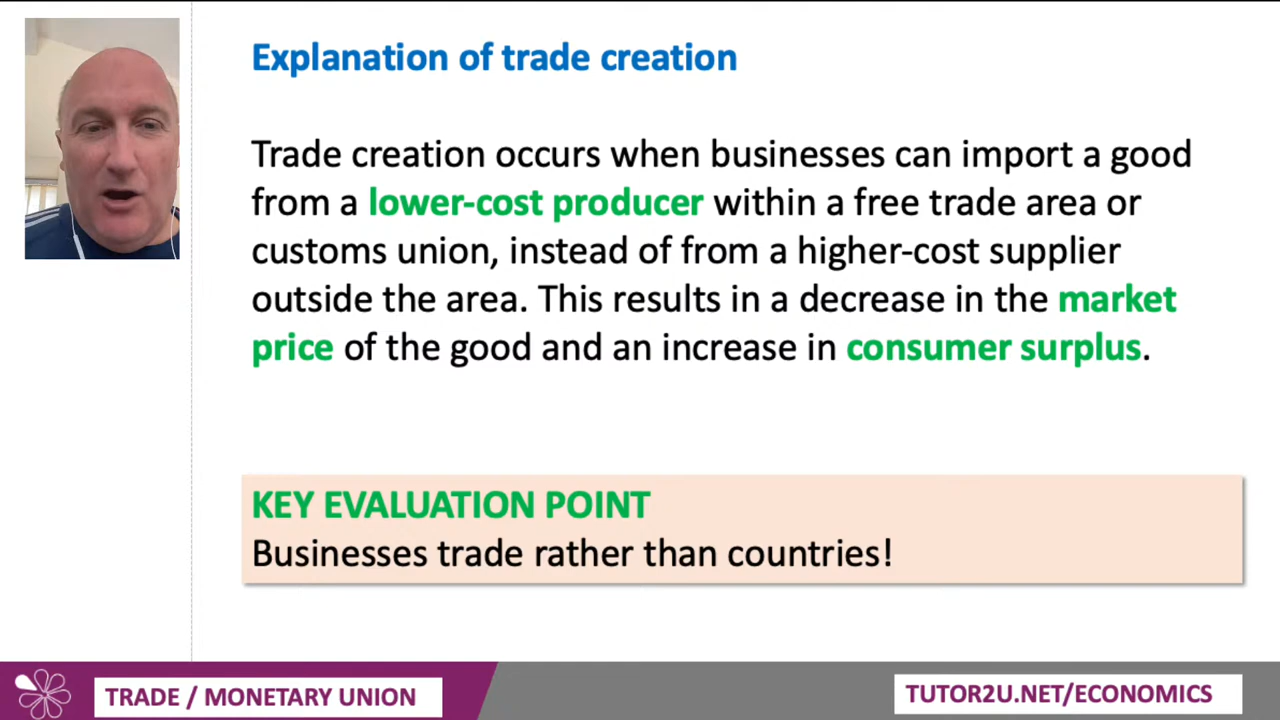 Explanation of trade creation
Trade creation occurs when businesses can import a good
from a lower-cost producer within a free trade area or
customs union, instead of from a higher-cost supplier
outside the area. This results in a decrease in the market
price of the good and an increase in consumer surplus.
KEY EVALUATION POINT
Businesses trade rather than countries!
TRADE / MONETARY UNION
TUTOR2U.NET/ECONOMICS